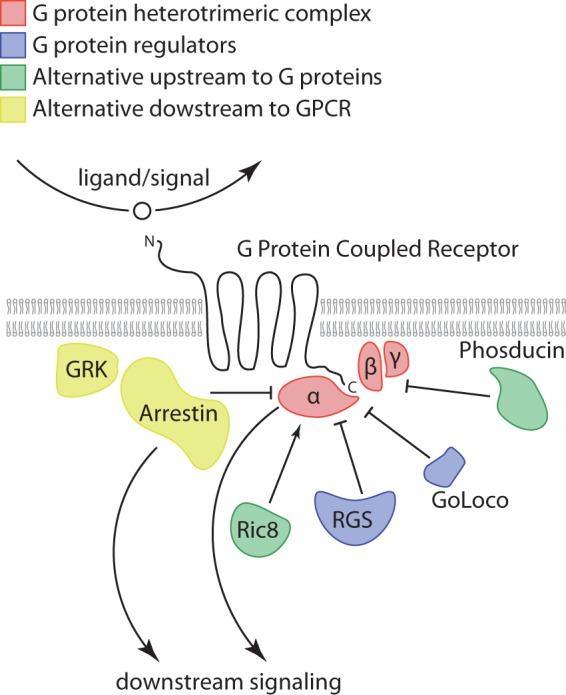 G protein heterotrimeric complex
G protein regulators
Alternative upstream to G proteins
Alternative dowstream to GPCR
ligand/signal
N
G Protein Coupled Receptor
Phosducin
GRK
β
γ
C
α
Arrestin
GoLoco
RGS
Ric8
downstream signaling